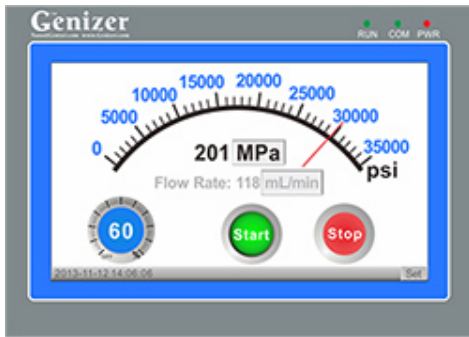 Genizer
RUN COM PWR
0 5000 10000 15000 20000 25000 30000 35000
psi
201 MPa
Flow Rate: 118 mL/min
60
Start
Stop
2013-11-12 14:06:06
Set